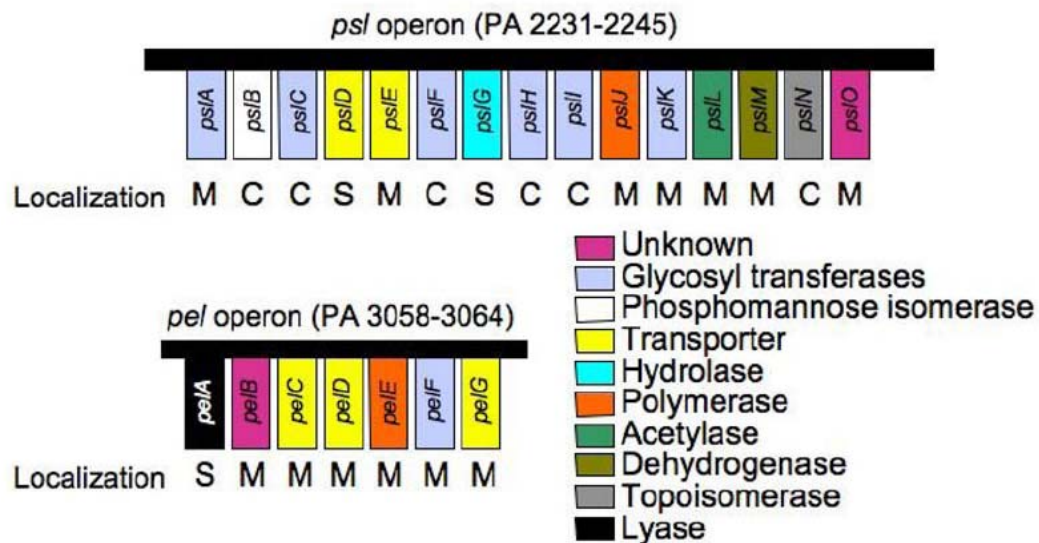 psl operon (PA 2231-2245)
pslA pslB pslC pslD pslE pslF pslG pslH pslI pslJ pslK pslL pslM pslN pslO
Localization M C C S M C S C C M M M M C M
Unknown
Glycosyl transferases
Phosphomannose isomerase
Transporter
Hydrolase
Polymerase
Acetylase
Dehydrogenase
Topoisomerase
Lyase
pel operon (PA 3058-3064)
pelA pelB pelC pelD pelE pelF pelG
Localization S M M M M M M